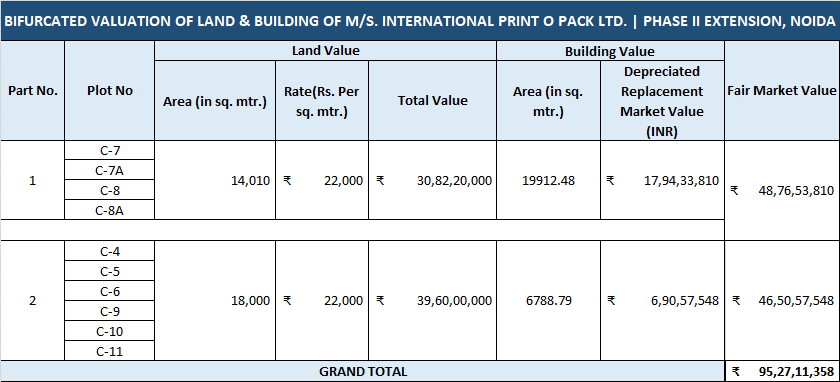 BIFURCATED VALUATION OF LAND & BUILDING OF M/S. INTERNATIONAL PRINT O PACK LTD. | PHASE II EXTENSION, NOIDA
Part No. Plot No Land Value Building Value Fair Market Value
Area (in sq. mtr.) Rate(Rs. Per sq. mtr.) Total Value Area (in sq. mtr.) Depreciated Replacement Market Value (INR)
1 C-7 14,010 ₹ 22,000 ₹ 30,82,20,000 19912.48 ₹ 17,94,33,810 ₹ 48,76,53,810
C-7A
C-8
C-8A
2 C-4 18,000 ₹ 22,000 ₹ 39,60,00,000 6788.79 ₹ 6,90,57,548 ₹ 46,50,57,548
C-5
C-6
C-9
C-10
C-11
GRAND TOTAL ₹ 95,27,11,358